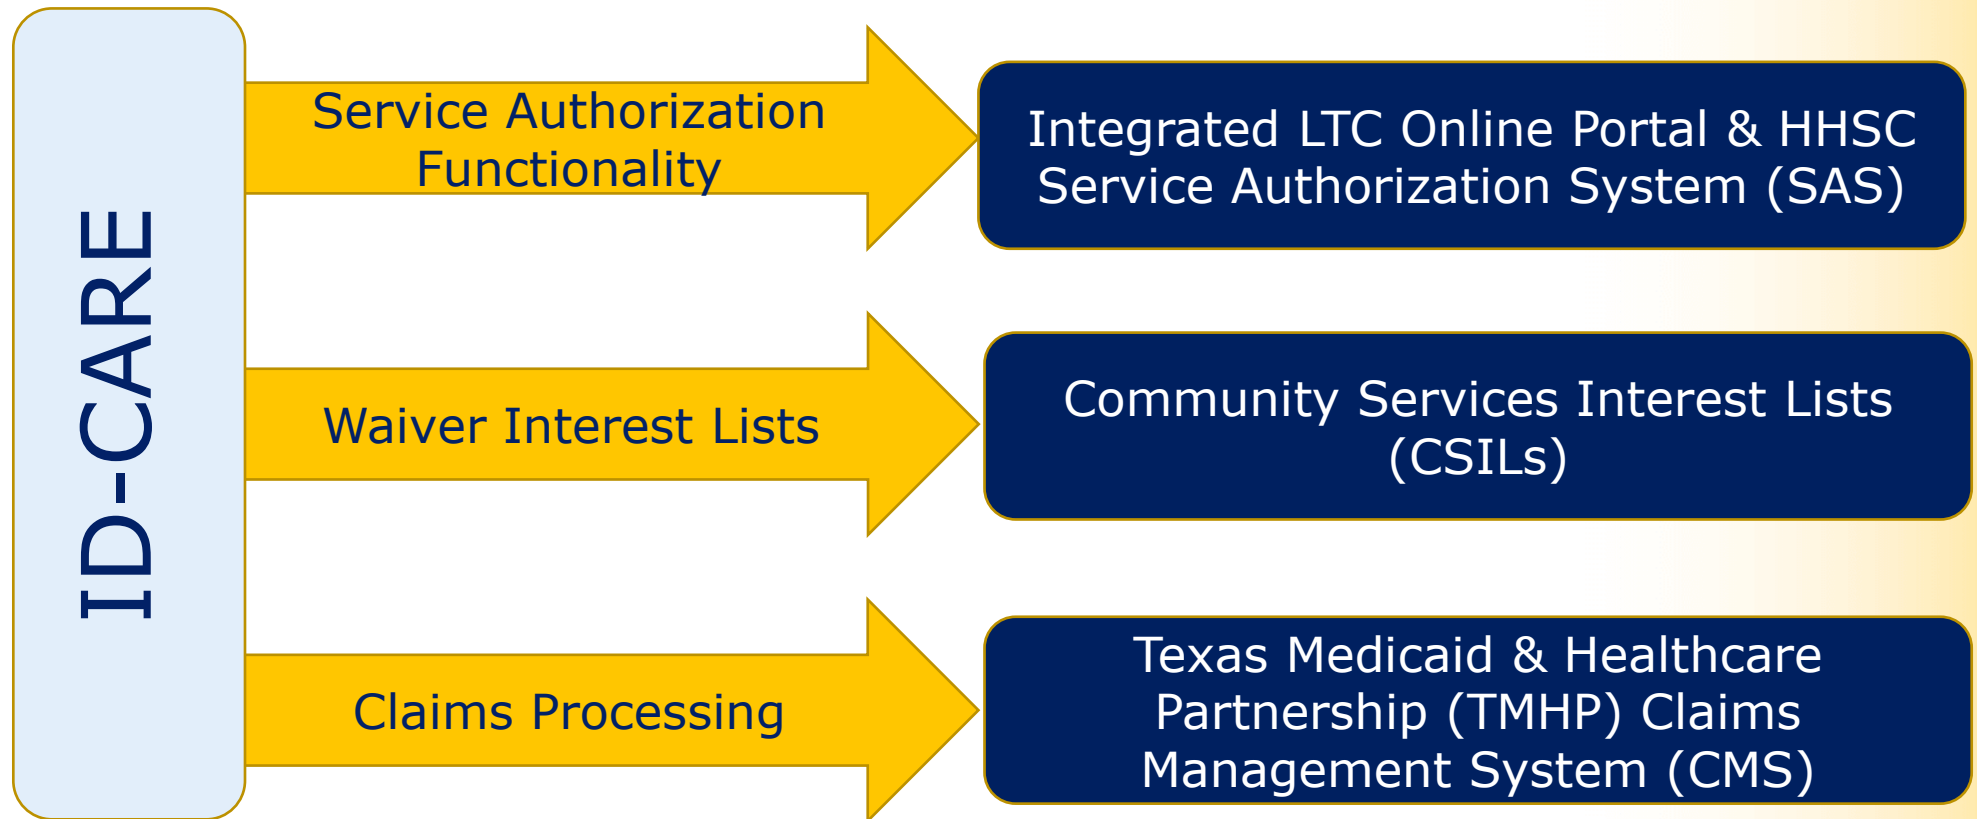 ID-CARE
Service Authorization
Functionality
Integrated LTC Online Portal & HHSC
Service Authorization System (SAS)
Waiver Interest Lists
Community Services Interest Lists
(CSILs)
Claims Processing
Texas Medicaid & Healthcare
Partnership (TMHP) Claims
Management System (CMS)